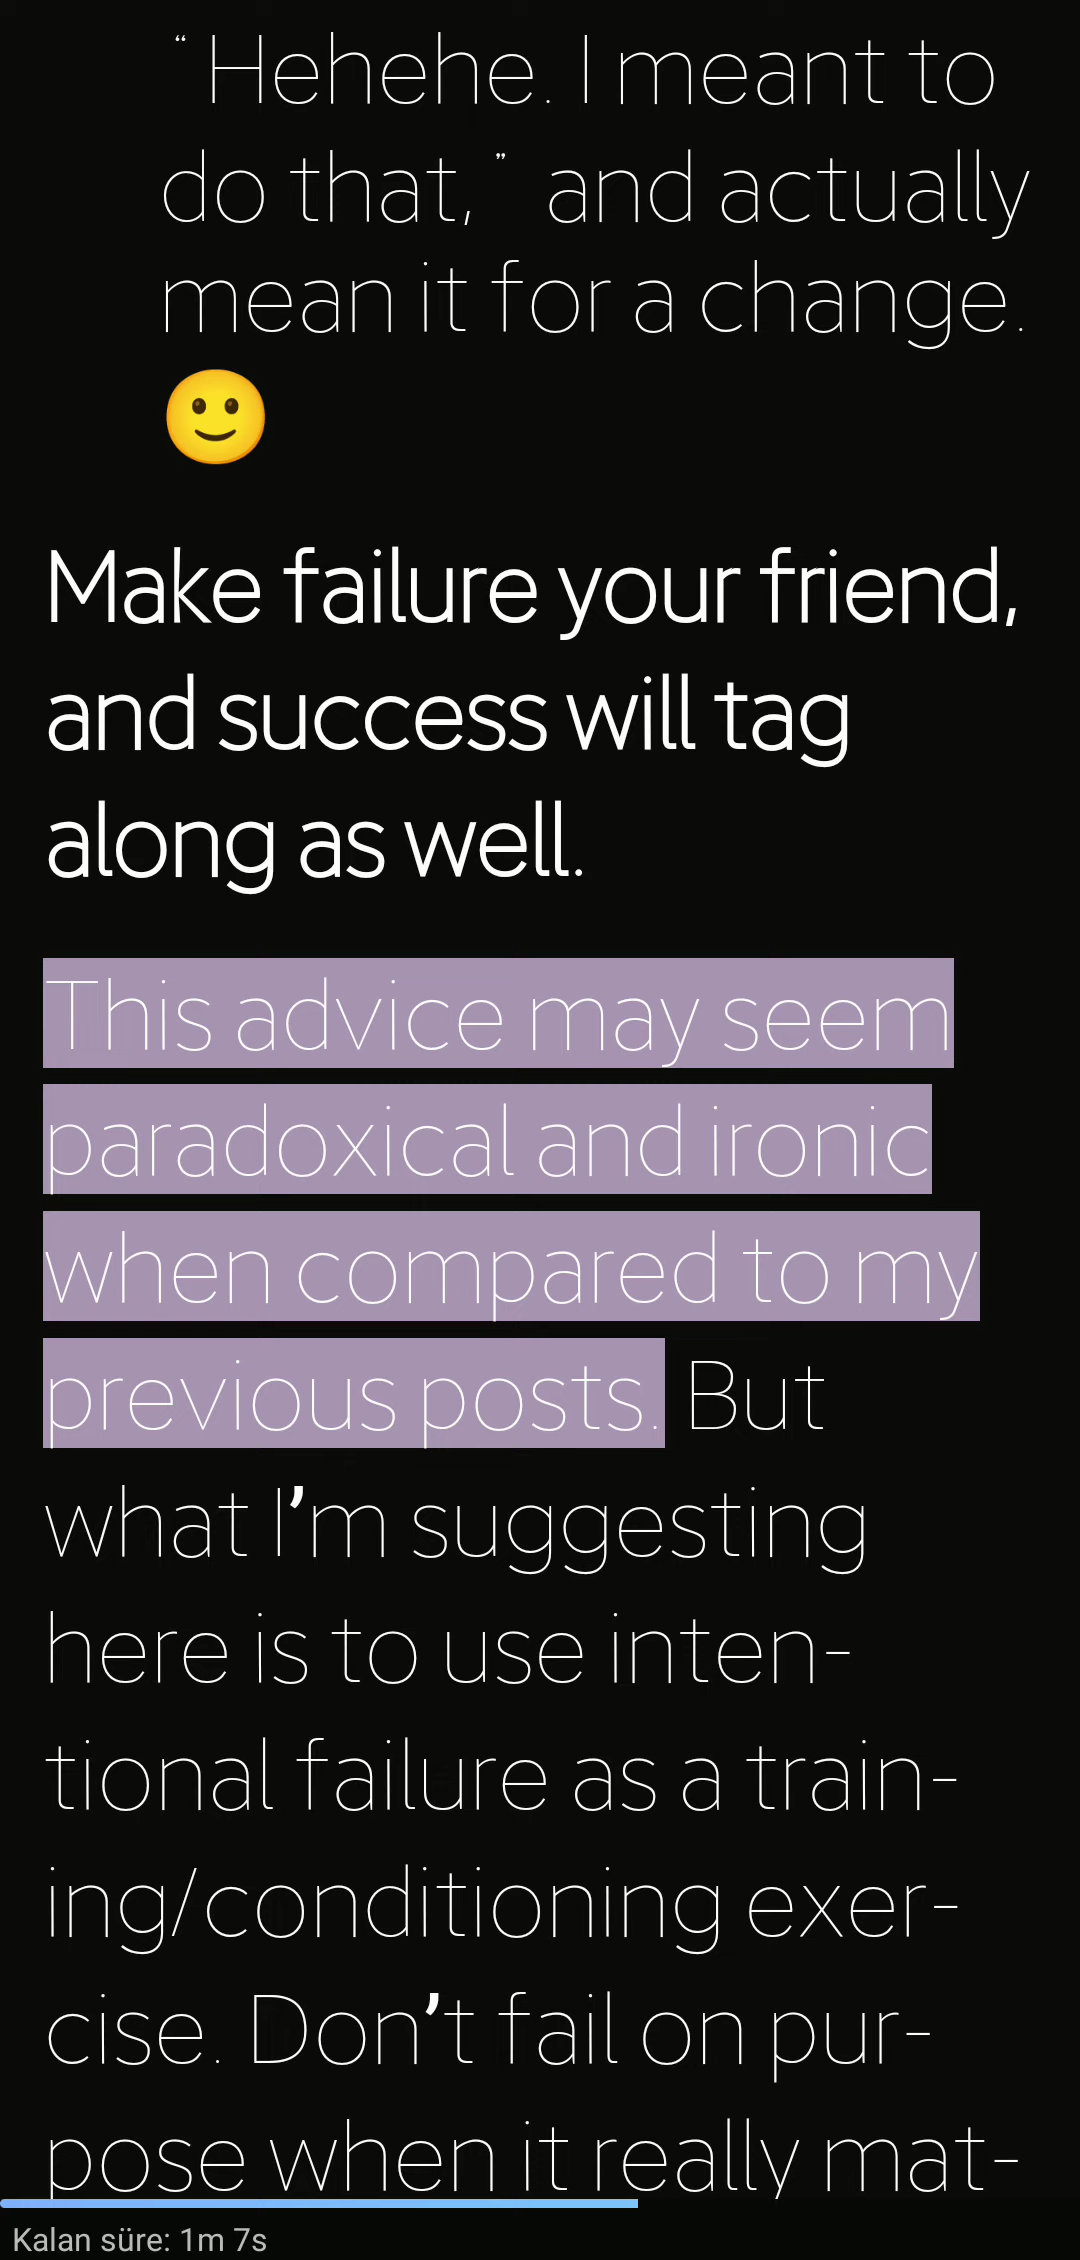 “ Hehehe. I meant to
do that, ” and actually
mean it for a change.
🙂
Make failure your friend,
and success will tag
along as well.
This advice may seem
paradoxical and ironic
when compared to my
previous posts. But
what I’m suggesting
here is to use inten-
tional failure as a train-
ing/conditioning exer-
cise. Don’t fail on pur-
pose when it really mat-
Kalan süre: 1m 7s